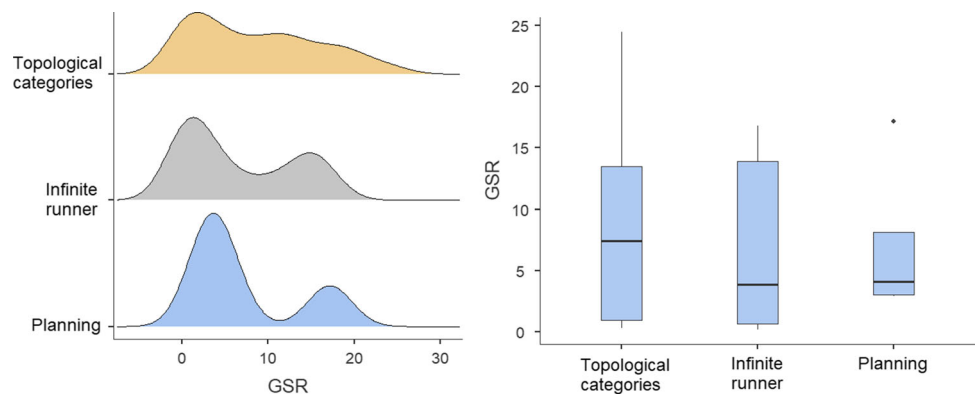 Topological
categories
Infinite
runner
Planning
0 10 20 30
GSR
GSR
25
20
15
10
5
0
Topological
categories
Infinite
runner
Planning